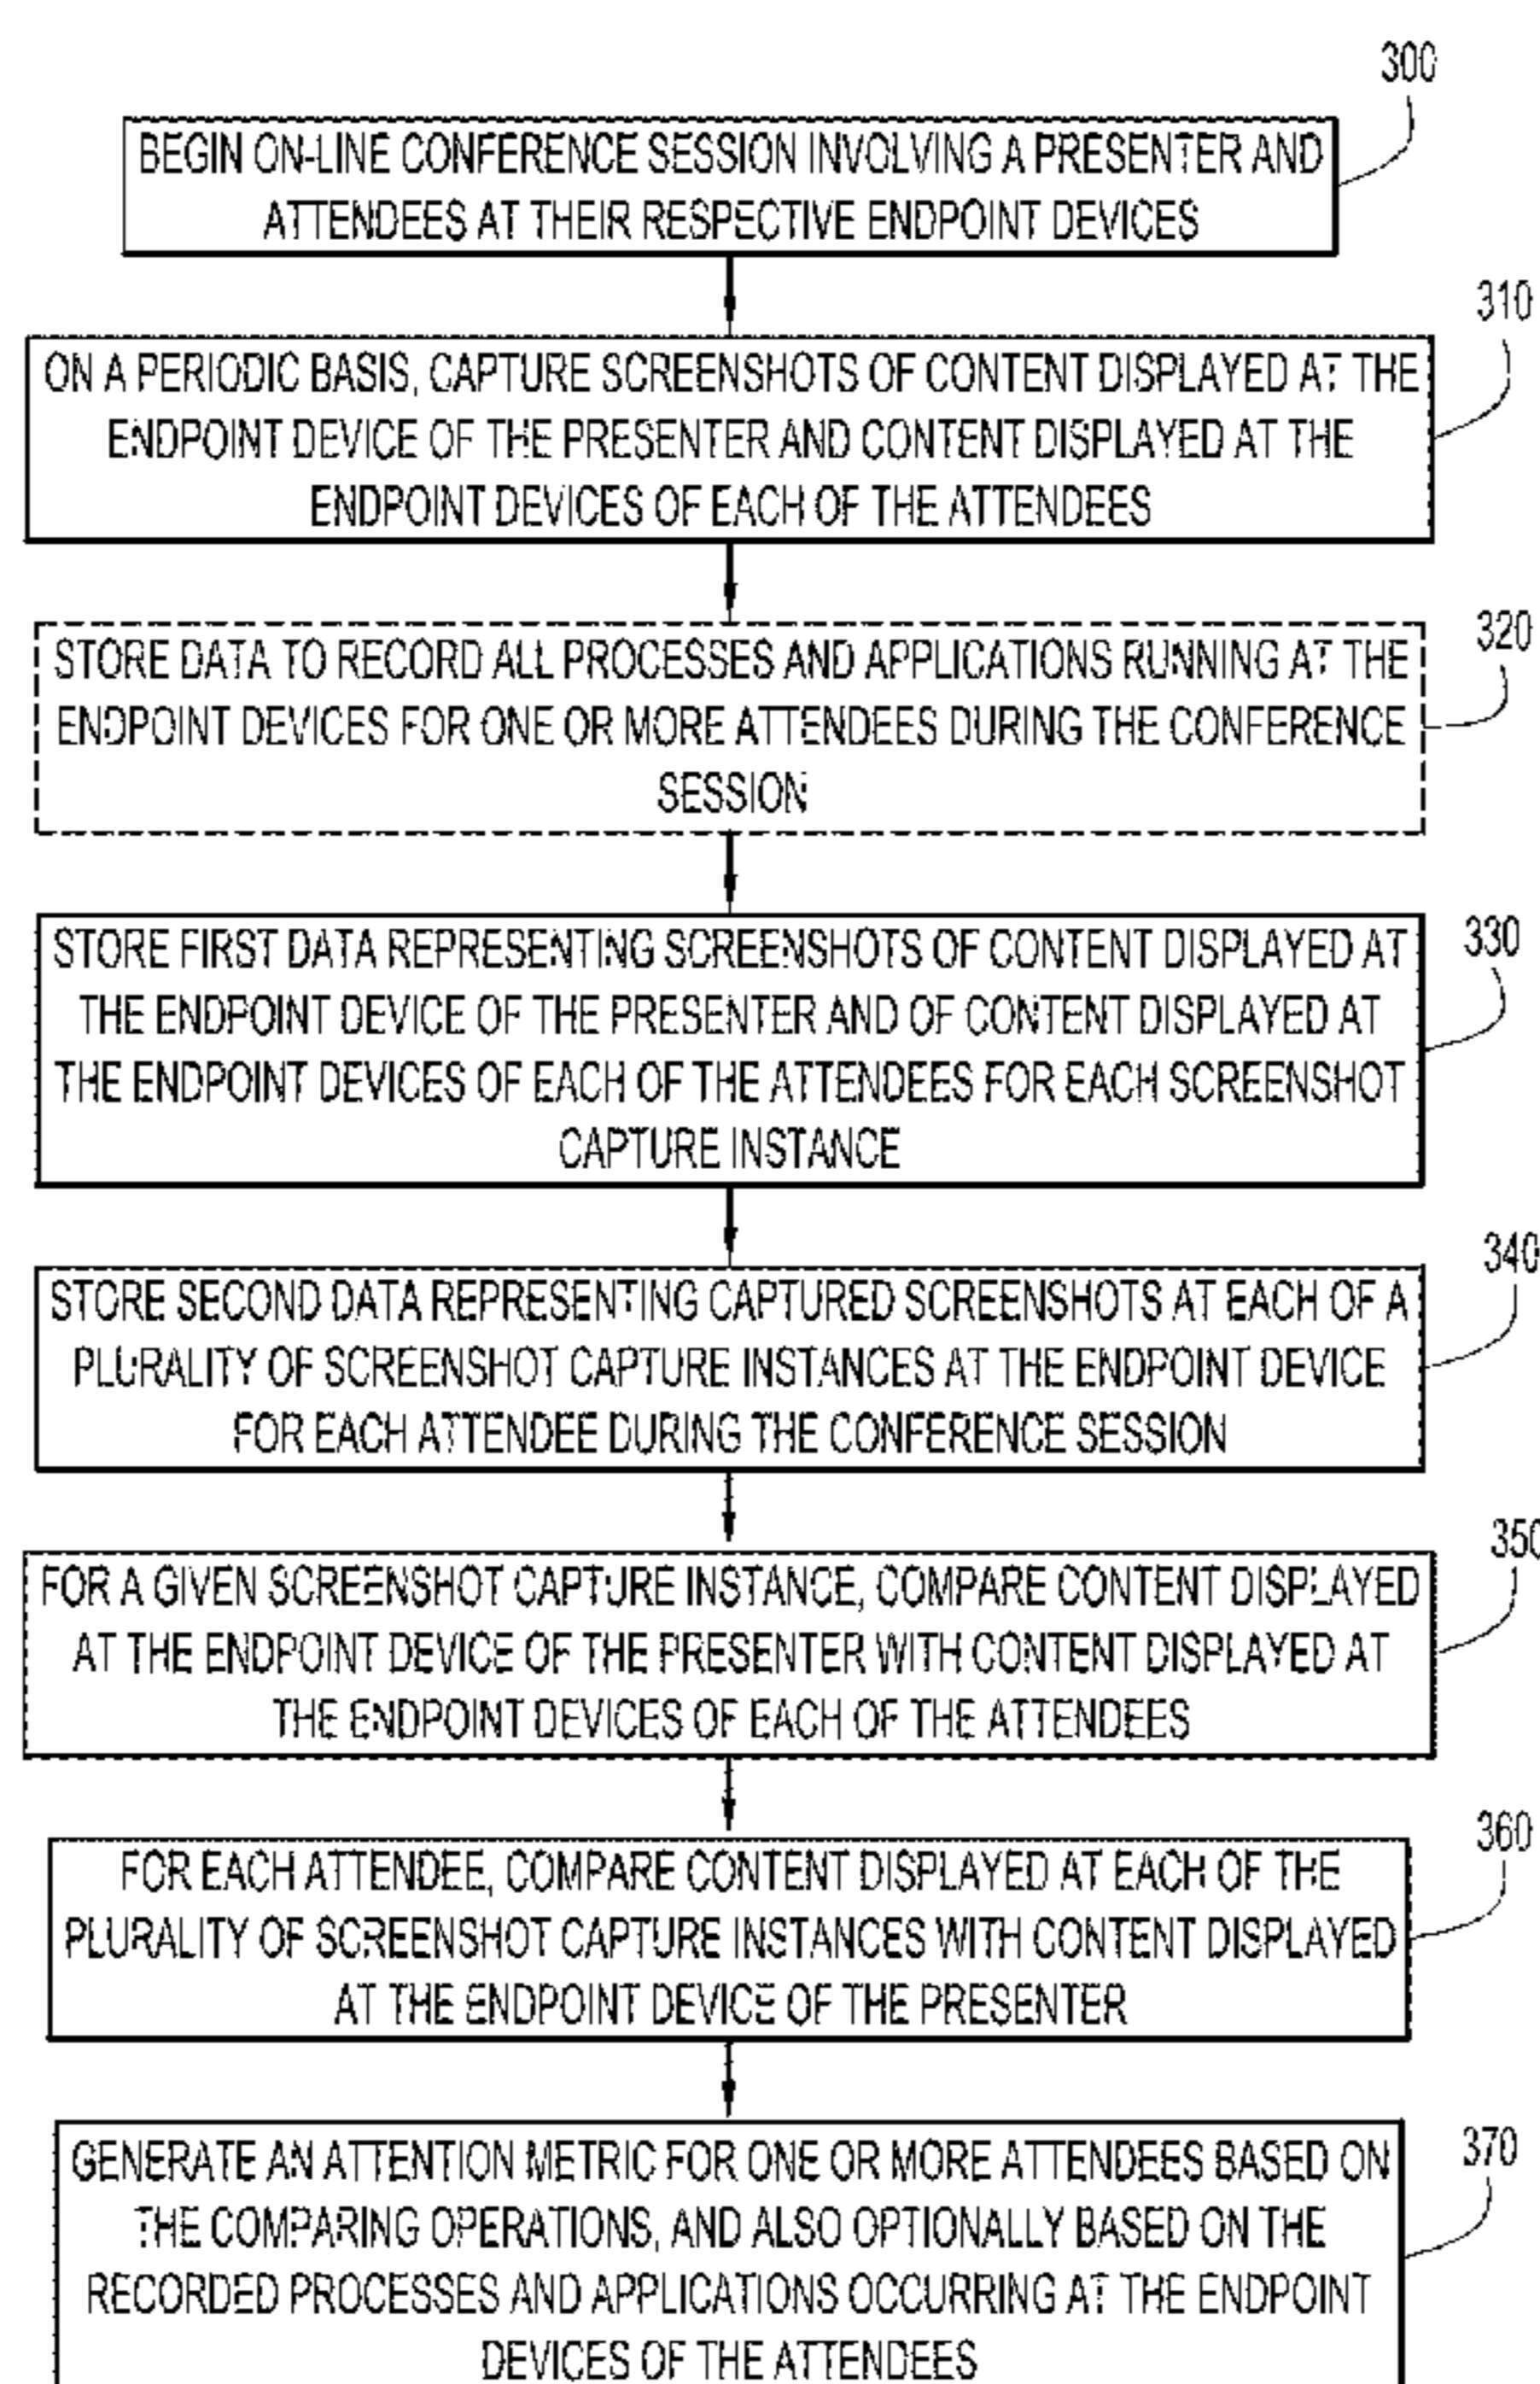 300
BEGIN ON-LINE CONFERENCE SESSION INVOLVING A PRESENTER AND
ATTENDEES AT THEIR RESPECTIVE ENDPOINT DEVICES
310
ON A PERIODIC BASIS, CAPTURE SCREENSHOTS OF CONTENT DISPLAYED AT THE
ENDPOINT DEVICE OF THE PRESENTER AND CONTENT DISPLAYED AT THE
ENDPOINT DEVICES OF EACH OF THE ATTENDEES
320
STORE DATA TO RECORD ALL PROCESSES AND APPLICATIONS RUNNING AT THE
ENDPOINT DEVICES FOR ONE OR MORE ATTENDEES DURING THE CONFERENCE
SESSION
330
STORE FIRST DATA REPRESENTING SCREENSHOTS OF CONTENT DISPLAYED AT
THE ENDPOINT DEVICE OF THE PRESENTER AND OF CONTENT DISPLAYED AT
THE ENDPOINT DEVICES OF EACH OF THE ATTENDEES FOR EACH SCREENSHOT
CAPTURE INSTANCE
340
STORE SECOND DATA REPRESENTING CAPTURED SCREENSHOTS AT EACH OF A
PLURALITY OF SCREENSHOT CAPTURE INSTANCES AT THE ENDPOINT DEVICE
FOR EACH ATTENDEE DURING THE CONFERENCE SESSION
350
FOR A GIVEN SCREENSHOT CAPTURE INSTANCE, COMPARE CONTENT DISPLAYED
AT THE ENDPOINT DEVICE OF THE PRESENTER WITH CONTENT DISPLAYED AT
THE ENDPOINT DEVICES OF EACH OF THE ATTENDEES
360
FOR EACH ATTENDEE, COMPARE CONTENT DISPLAYED AT EACH OF THE
PLURALITY OF SCREENSHOT CAPTURE INSTANCES WITH CONTENT DISPLAYED
AT THE ENDPOINT DEVICE OF THE PRESENTER
370
GENERATE AN ATTENTION METRIC FOR ONE OR MORE ATTENDEES BASED ON
THE COMPARING OPERATIONS, AND ALSO OPTIONALLY BASED ON THE
RECORDED PROCESSES AND APPLICATIONS OCCURRING AT THE ENDPOINT
DEVICES OF THE ATTENDEES